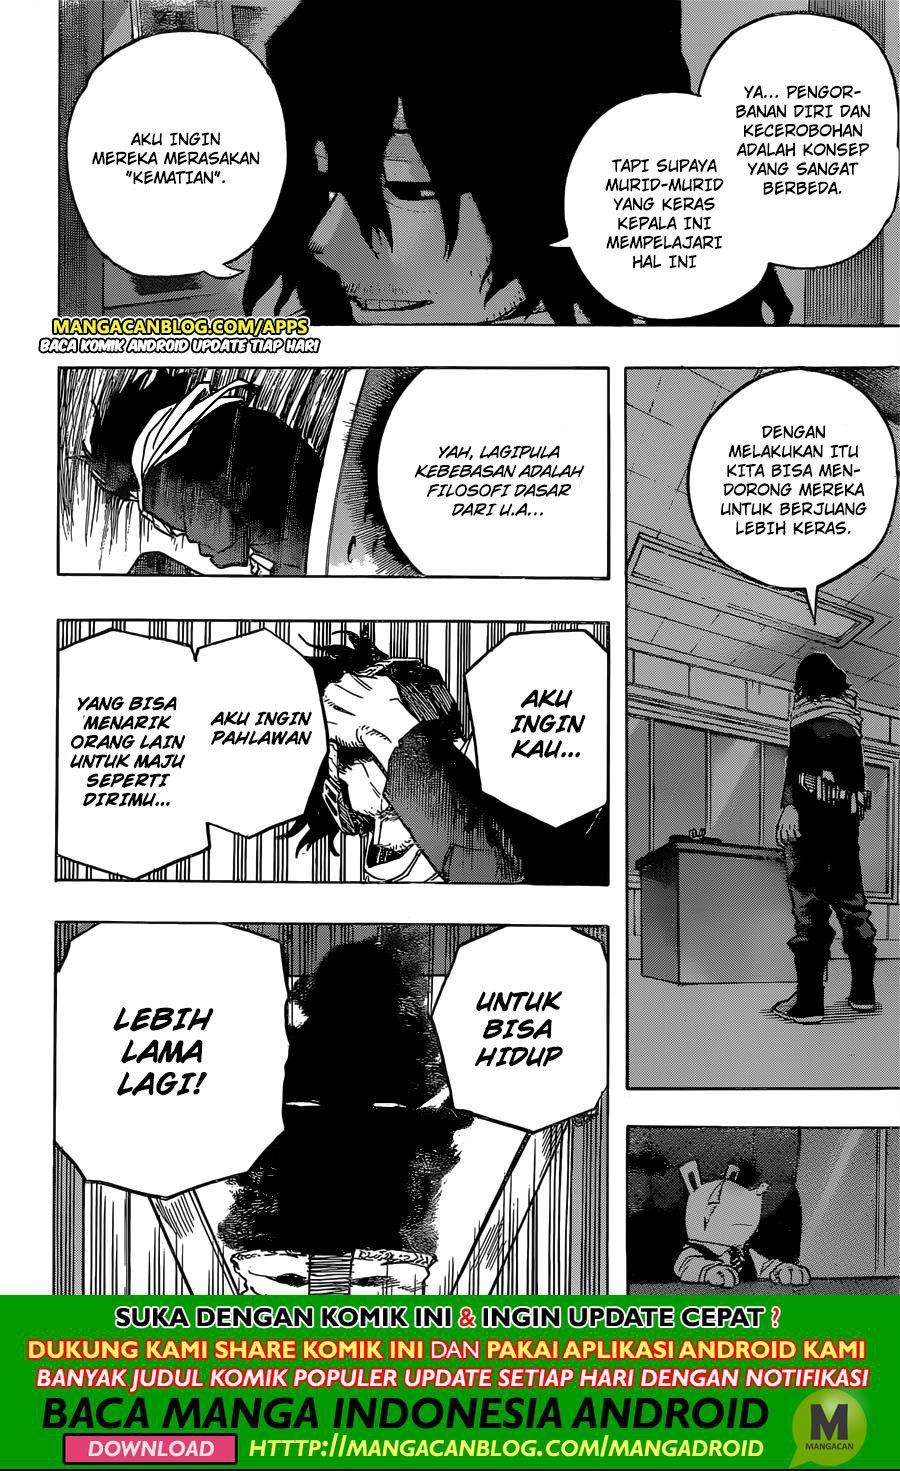 YA... PENGOR-
BANAN DIRI DAN
KECEROBOHAN
ADALAH KONSEP
YANG SANGAT
BERBEDA.
TAPI SUPAYA
MURID-MURID
YANG KERAS
KEPALA INI
MEMPELAJARI
HAL INI
AKU INGIN
MEREKA MERASAKAN
"KEMATIAN".
MANGACANBLOG.COM/APPS
BACA KOMIK ANDROID UPDATE TIAP HARI
DENGAN
MELAKUKAN ITU
KITA BISA MEN-
DORONG MEREKA
UNTUK BERJUANG
LEBIH KERAS.
YAH, LAGIPULA
KEBEBASAN ADALAH
FILOSOFI DASAR
DARI U.A...
AKU
INGIN
KAU...
AKU INGIN
PAHLAWAN
YANG BISA
MENARIK
ORANG LAIN
UNTUK MAJU
SEPERTI
DIRIMU...
UNTUK
BISA
HIDUP
LEBIH
LAMA
LAGI!
SUKA DENGAN KOMIK INI & INGIN UPDATE CEPAT ?
DUKUNG KAMI SHARE KOMIK INI DAN PAKAI APLIKASI ANDROID KAMI
BANYAK JUDUL KOMIK POPULER UPDATE SETIAP HARI DENGAN NOTIFIKASI
BACA MANGA INDONESIA ANDROID
DOWNLOAD HTTTP://MANGACANBLOG.COM/MANGADROID
M
MANGACAN